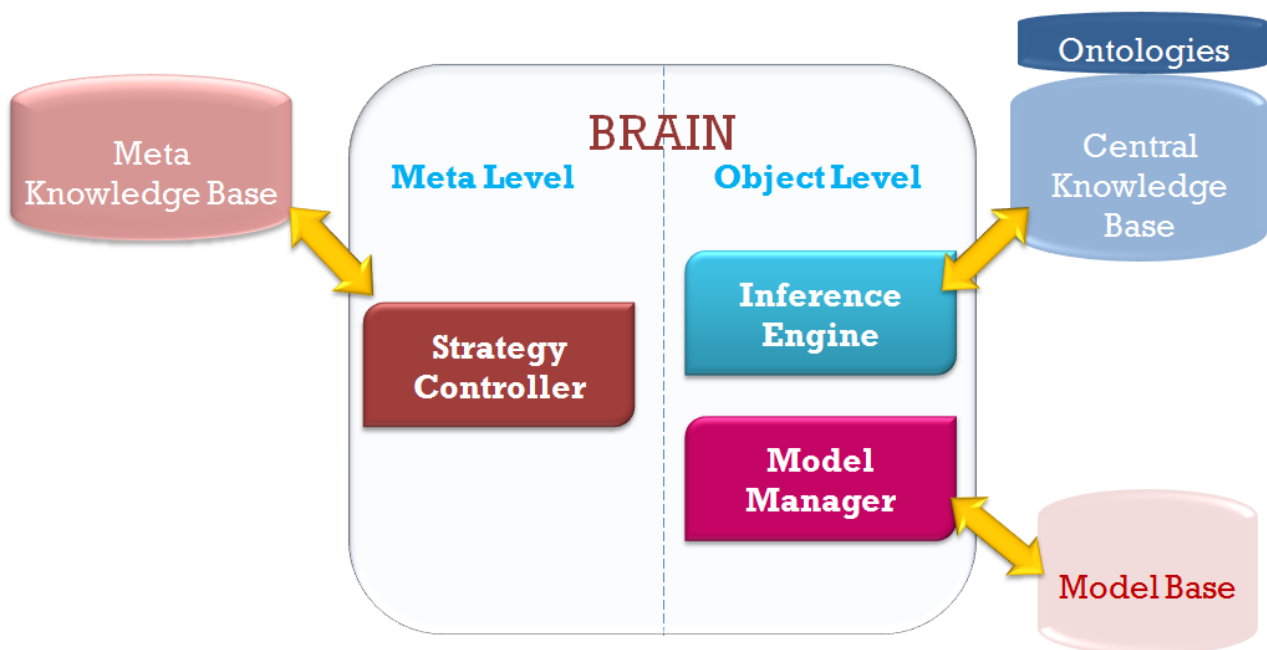 Ontologies
Meta
Knowledge Base
BRAIN
Meta Level
Object Level
Central
Knowledge
Base
Strategy
Controller
Inference
Engine
Model
Manager
Model Base